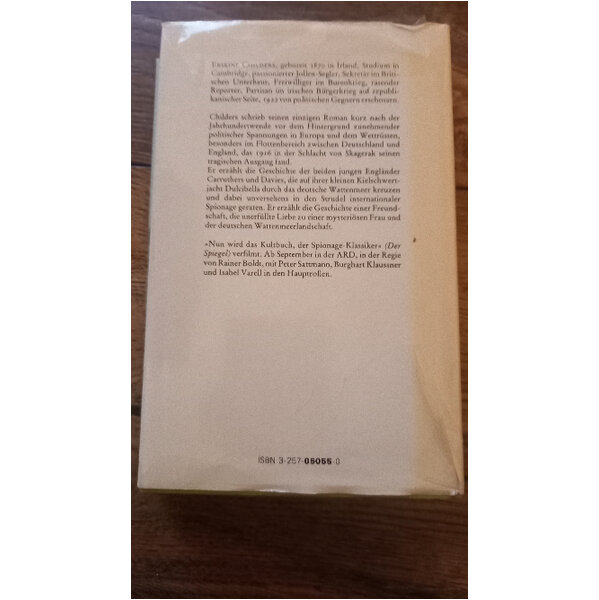 ERSKINE CHILDERS, geboren 1870 in Irland, Studium in
Cambridge, passionierter Jollen-Segler, Sekretär im Briti-
schen Unterhaus, Freiwilliger im Burenkrieg, rasender
Reporter, Partisan im irischen Bürgerkrieg auf republi-
kanischer Seite, 1922 von politischen Gegnern erschossen.
Childers schrieb seinen einzigen Roman kurz nach der
Jahrhundertwende vor dem Hintergrund zunehmender
politischer Spannungen in Europa und dem Wettrüsten,
besonders im Flottenbereich zwischen Deutschland und
England, das 1916 in der Schlacht von Skagerak seinen
tragischen Ausgang fand.
Er erzählt die Geschichte der beiden jungen Engländer
Carruthers und Davies, die auf ihrer kleinen Kielschwert-
jacht Dulcibella durch das deutsche Wattenmeer kreuzen
und dabei unversehens in den Strudel internationaler
Spionage geraten. Er erzählt die Geschichte einer Freund-
schaft, die unerfüllte Liebe zu einer mysteriösen Frau und
der deutschen Wattenmeerlandschaft.
»Nun wird das Kultbuch, der Spionage-Klassiker« (Der
Spiegel) verfilmt. Ab September in der ARD, in der Regie
von Rainer Boldt, mit Peter Sattmann, Burghart Klaussner
und Isabel Varell in den Hauptrollen.
ISBN 3-257-05055-0